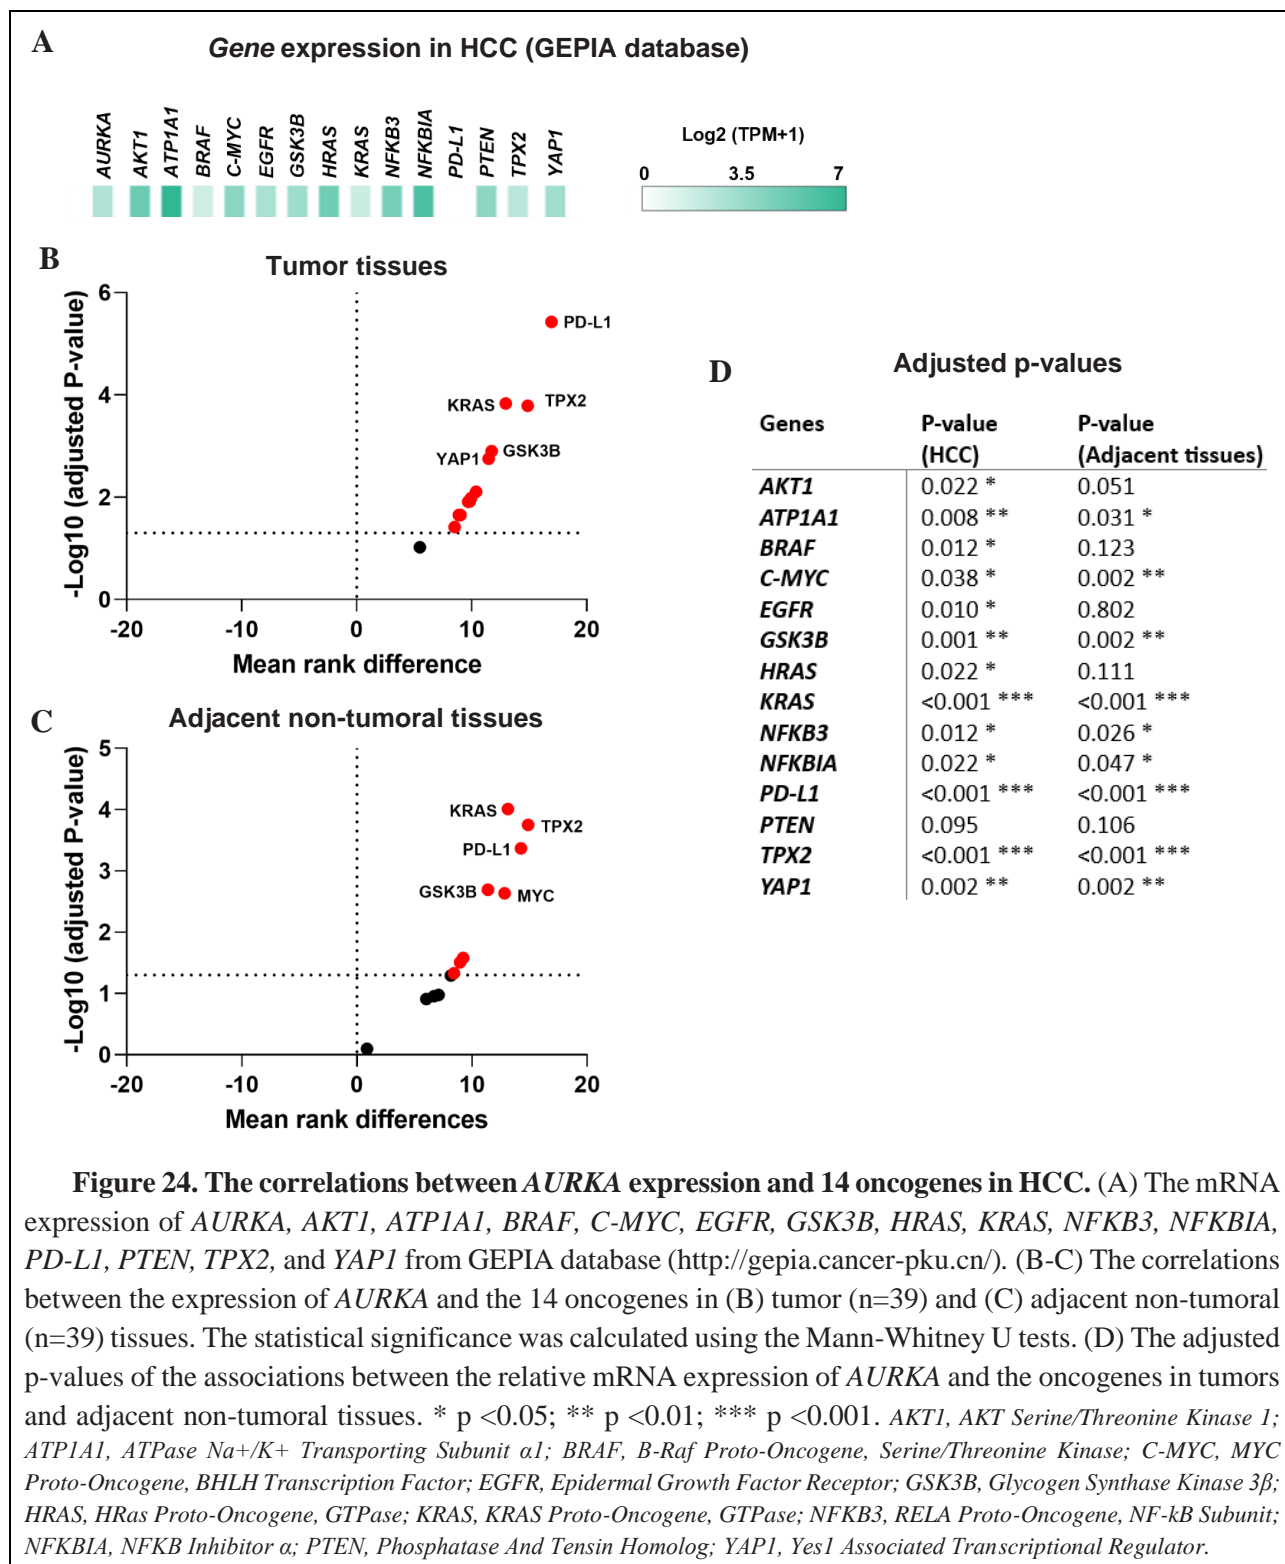 A
Gene expression in HCC (GEPIA database)
AURKA
AKT1
ATP1A1
BRAF
C-MYC
EGFR
GSK3B
HRAS
KRAS
NFKB3
NFKBIA
PD-L1
PTEN
TPX2
YAP1
Log2 (TPM+1)
0 3.5 7
B
Tumor tissues
-Log10 (adjusted P-value)
6
4
2
0
PD-L1
KRAS
TPX2
YAP1
GSK3B
-20 -10 0 10 20
Mean rank difference
C
Adjacent non-tumoral tissues
-Log10 (adjusted P-value)
5
4
3
2
1
0
KRAS
TPX2
PD-L1
GSK3B
MYC
-20 -10 0 10 20
Mean rank differences
D
Adjusted p-values
Genes P-value P-value
(HCC) (Adjacent tissues)
AKT1 0.022 * 0.051
ATP1A1 0.008 ** 0.031 *
BRAF 0.012 * 0.123
C-MYC 0.038 * 0.002 **
EGFR 0.010 * 0.802
GSK3B 0.001 ** 0.002 **
HRAS 0.022 * 0.111
KRAS <0.001 *** <0.001 ***
NFKB3 0.012 * 0.026 *
NFKBIA 0.022 * 0.047 *
PD-L1 <0.001 *** <0.001 ***
PTEN 0.095 0.106
TPX2 <0.001 *** <0.001 ***
YAP1 0.002 ** 0.002 **
Figure 24. The correlations between AURKA expression and 14 oncogenes in HCC. (A) The mRNA
expression of AURKA, AKT1, ATP1A1, BRAF, C-MYC, EGFR, GSK3B, HRAS, KRAS, NFKB3, NFKBIA,
PD-L1, PTEN, TPX2, and YAP1 from GEPIA database (http://gepia.cancer-pku.cn/). (B-C) The correlations
between the expression of AURKA and the 14 oncogenes in (B) tumor (n=39) and (C) adjacent non-tumoral
(n=39) tissues. The statistical significance was calculated using the Mann-Whitney U tests. (D) The adjusted
p-values of the associations between the relative mRNA expression of AURKA and the oncogenes in tumors
and adjacent non-tumoral tissues. * p <0.05; ** p <0.01; *** p <0.001. AKT1, AKT Serine/Threonine Kinase 1;
ATP1A1, ATPase Na+/K+ Transporting Subunit α1; BRAF, B-Raf Proto-Oncogene, Serine/Threonine Kinase; C-MYC, MYC
Proto-Oncogene, BHLH Transcription Factor; EGFR, Epidermal Growth Factor Receptor; GSK3B, Glycogen Synthase Kinase 3β;
HRAS, HRas Proto-Oncogene, GTPase; KRAS, KRAS Proto-Oncogene, GTPase; NFKB3, RELA Proto-Oncogene, NF-kB Subunit;
NFKBIA, NFKB Inhibitor α; PTEN, Phosphatase And Tensin Homolog; YAP1, Yes1 Associated Transcriptional Regulator.